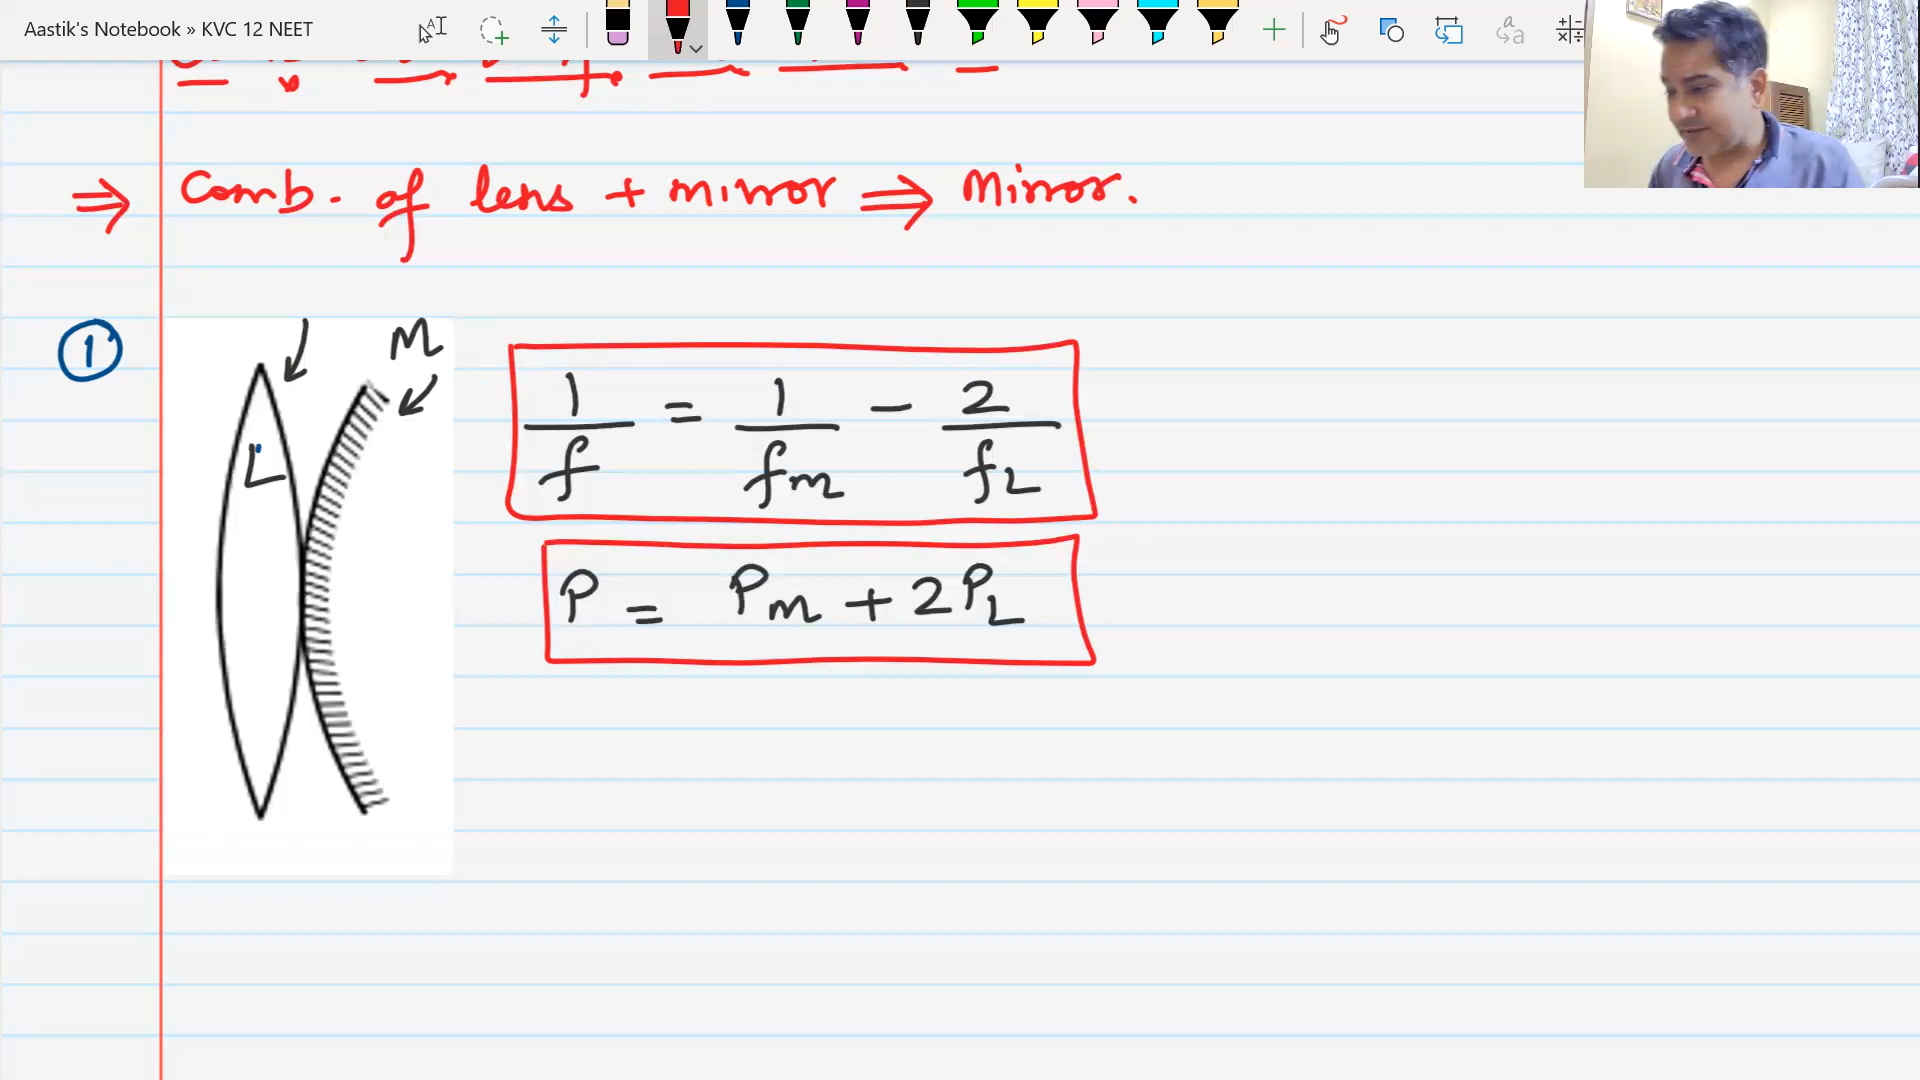 Aastik's Notebook » KVC 12 NEET
⇒ Comb. of lens + mirror ⇒ Mirror.
①
M
L
1/f = 1/fm - 2/fL
P = Pm + 2PL